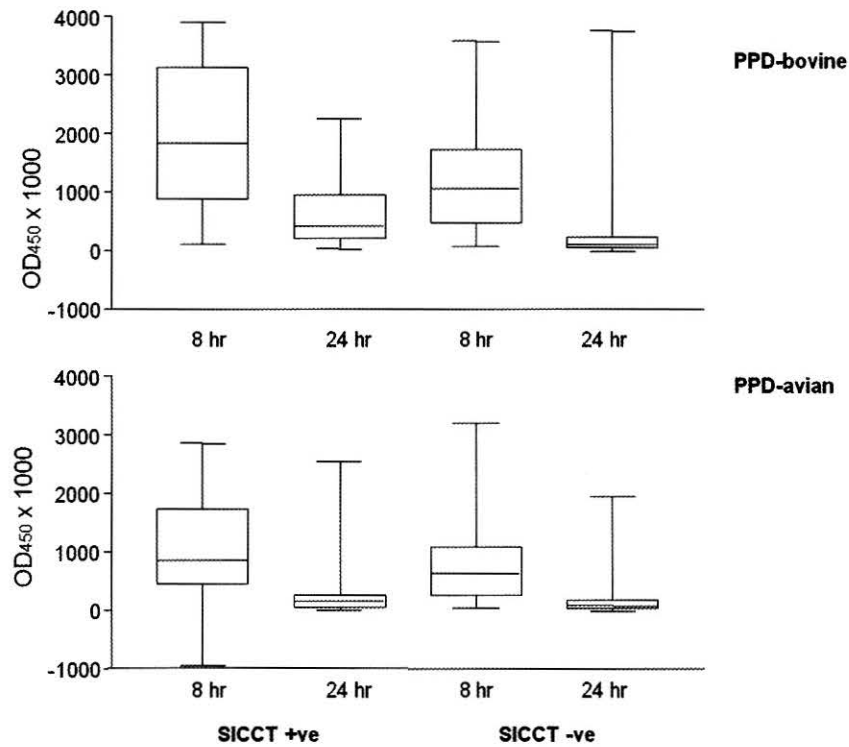 PPD-bovine
OD450 x 1000
4000
3000
2000
1000
0
-1000
8 hr 24 hr 8 hr 24 hr
PPD-avian
OD450 x 1000
4000
3000
2000
1000
0
-1000
8 hr 24 hr 8 hr 24 hr
SICCT +ve SICCT -ve